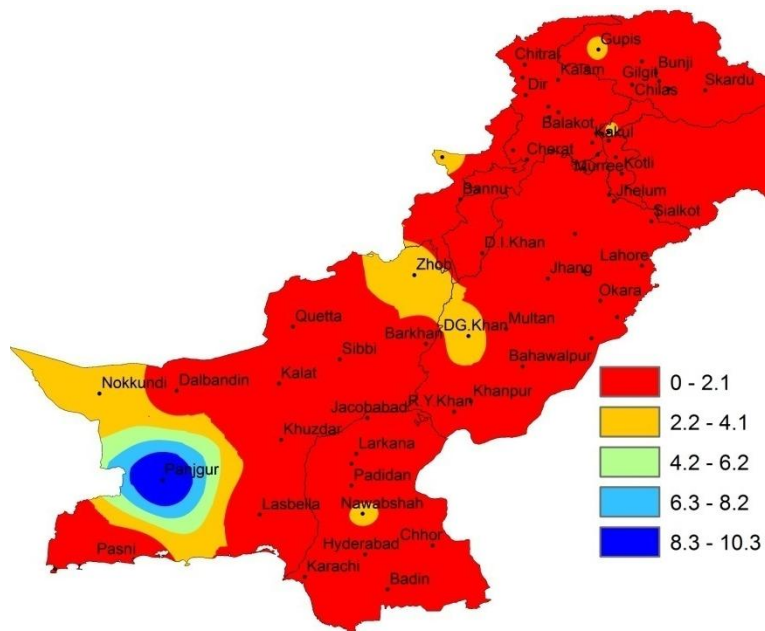 Gupis
Chitral
Bunji
Kalam
Gilgit
Dir
Chilas
Skardu
Balakot
Kakul
Cherat
Murree
Kotli
Bannu
Jhelum
Sialkot
D.I.Khan
Lahore
Zhob
Jhang
Okara
Quetta
DG.Khan
Multan
Barkhan
Sibbi
Bahawalpur
Nokkundi
Dalbandin
Kalat
R.Y.Khan
Khanpur
Jacobabad
Khuzdar
Larkana
Panjgur
Padidan
Lasbella
Nawabshah
Pasni
Hyderabad
Chhor
Karachi
Badin
0 - 2.1
2.2 - 4.1
4.2 - 6.2
6.3 - 8.2
8.3 - 10.3